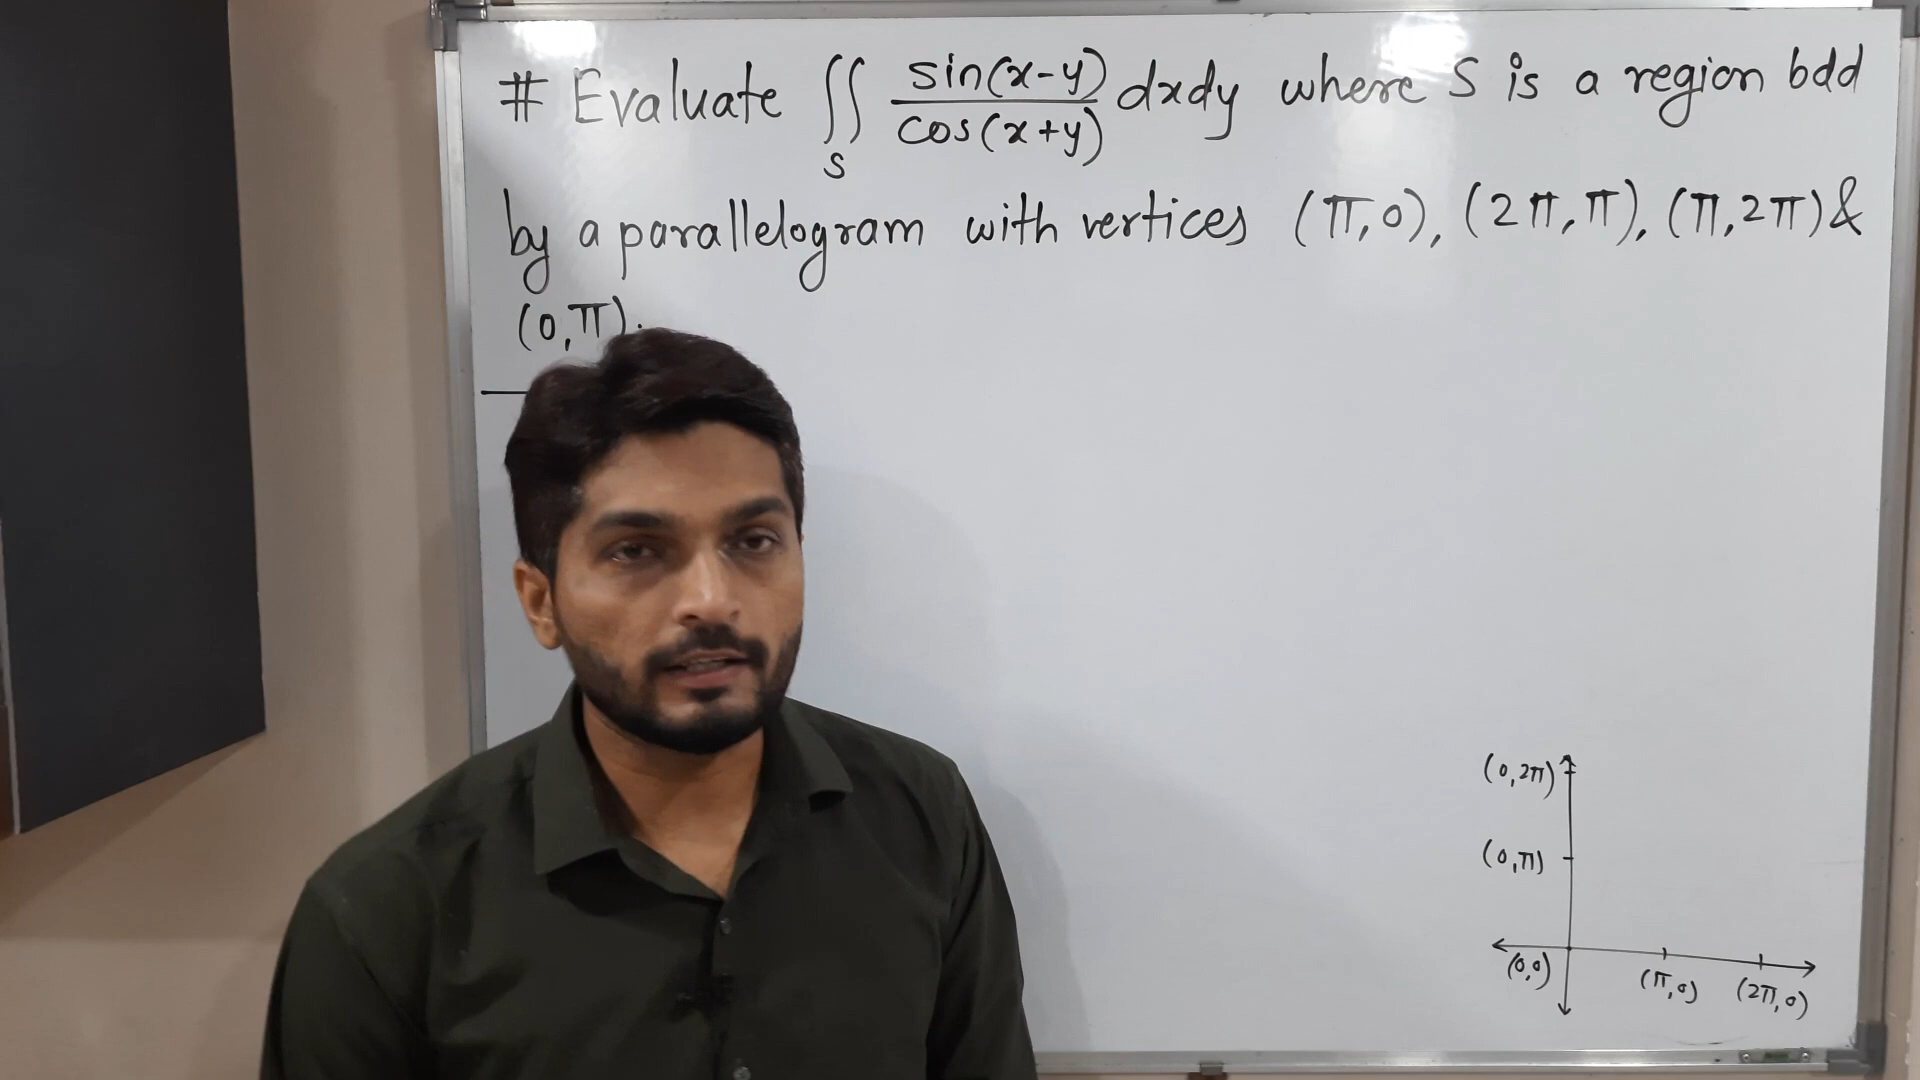 # Evaluate ∬_S sin(x-y)/cos(x+y) dxdy where S is a region bdd
by a parallelogram with vertices (π,0), (2π,π), (π,2π) &
(0,π).
(0,2π)
(0,π)
(0,0) (π,0) (2π,0)